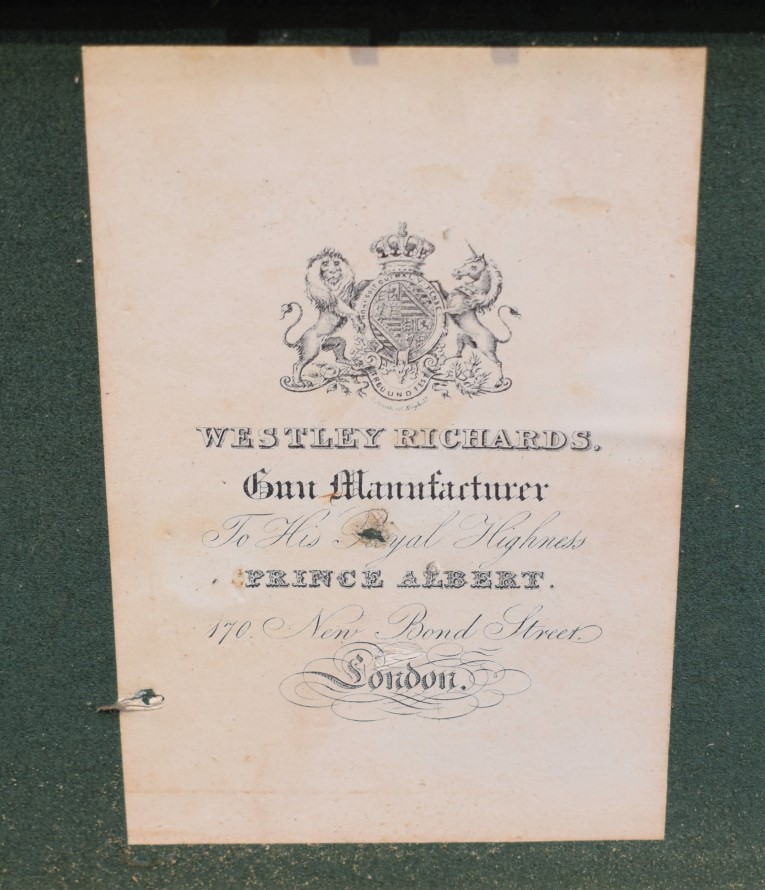 WESTLEY RICHARDS.
Gun Manufacturer
To His Royal Highness
PRINCE ALBERT.
170. New Bond Street.
London.